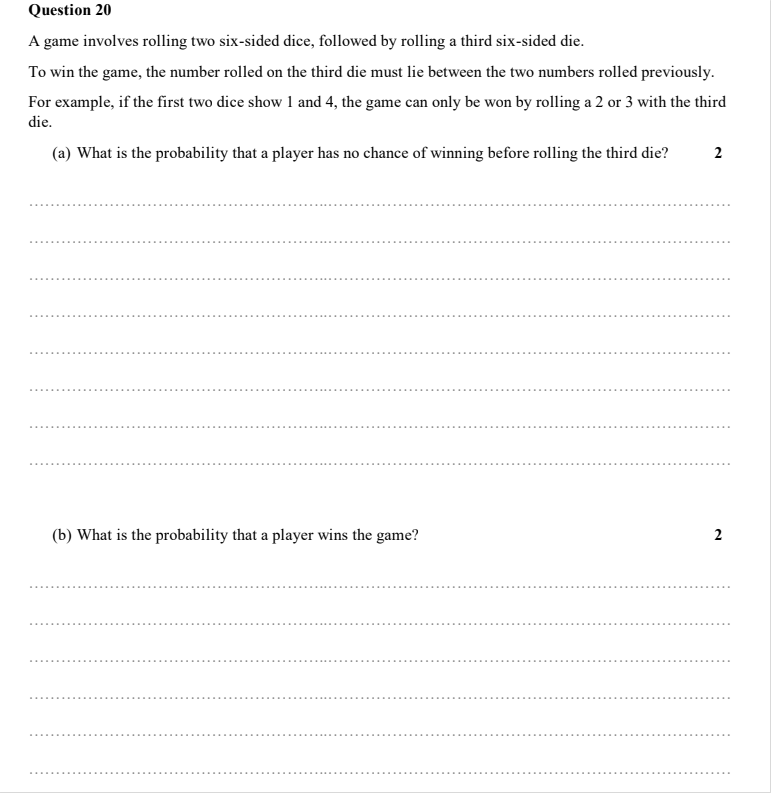 Question 20
A game involves rolling two six-sided dice, followed by rolling a third six-sided die.
To win the game, the number rolled on the third die must lie between the two numbers rolled previously.
For example, if the first two dice show 1 and 4, the game can only be won by rolling a 2 or 3 with the third
die.
(a) What is the probability that a player has no chance of winning before rolling the third die? 2
(b) What is the probability that a player wins the game? 2